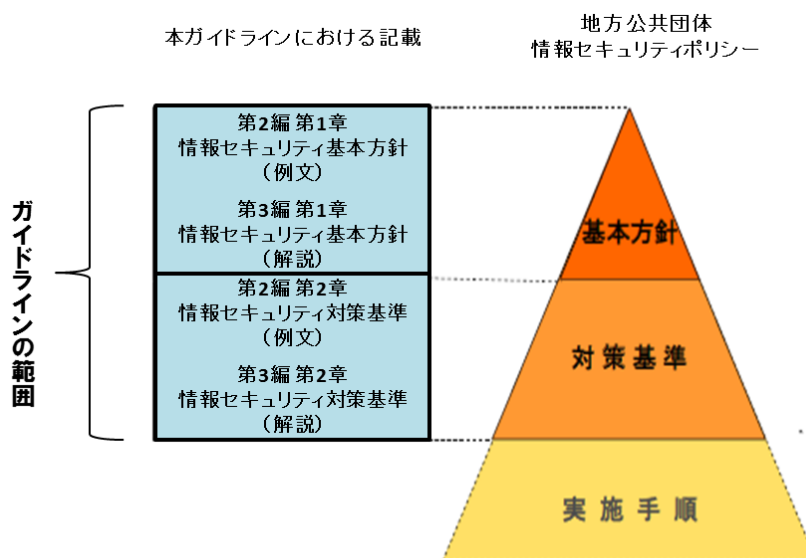 本ガイドラインにおける記載
地方公共団体
情報セキュリティポリシー
ガイドラインの範囲
第2編 第1章
情報セキュリティ基本方針
（例文）
第3編 第1章
情報セキュリティ基本方針
（解説）
第2編 第2章
情報セキュリティ対策基準
（例文）
第3編 第2章
情報セキュリティ対策基準
（解説）
基本方針
対策基準
実施手順